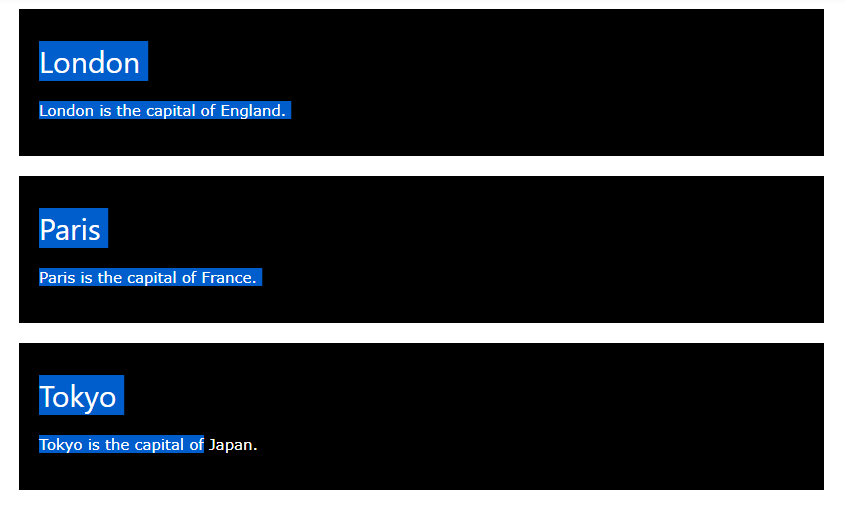 London
London is the capital of England.
Paris
Paris is the capital of France.
Tokyo
Tokyo is the capital of Japan.